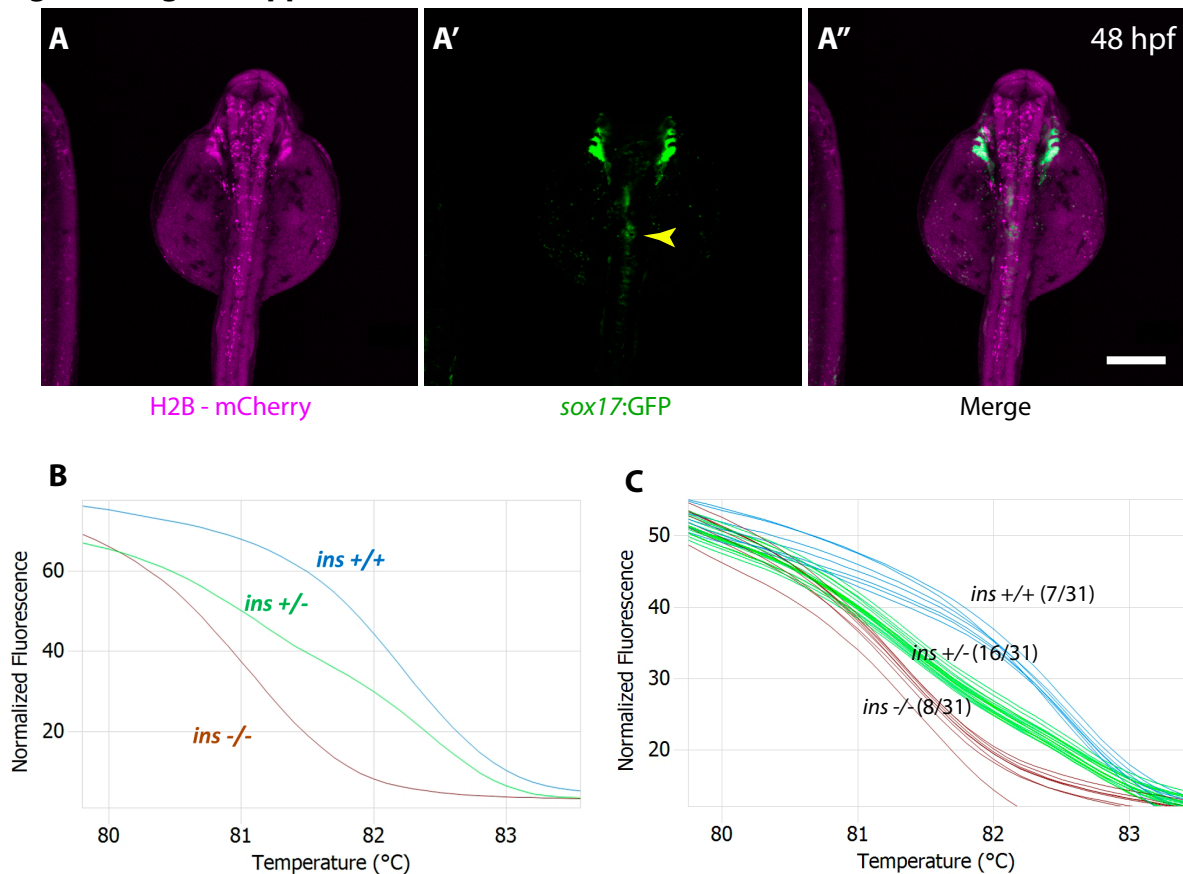 A
A'
A"
48 hpf
H2B - mCherry
sox17:GFP
Merge
B
Normalized Fluorescence
60
40
20
ins +/+
ins +/-
ins -/-
80 81 82 83
Temperature (°C)
C
Normalized Fluorescence
50
40
30
20
ins +/+ (7/31)
ins +/- (16/31)
ins -/- (8/31)
80 81 82 83
Temperature (°C)